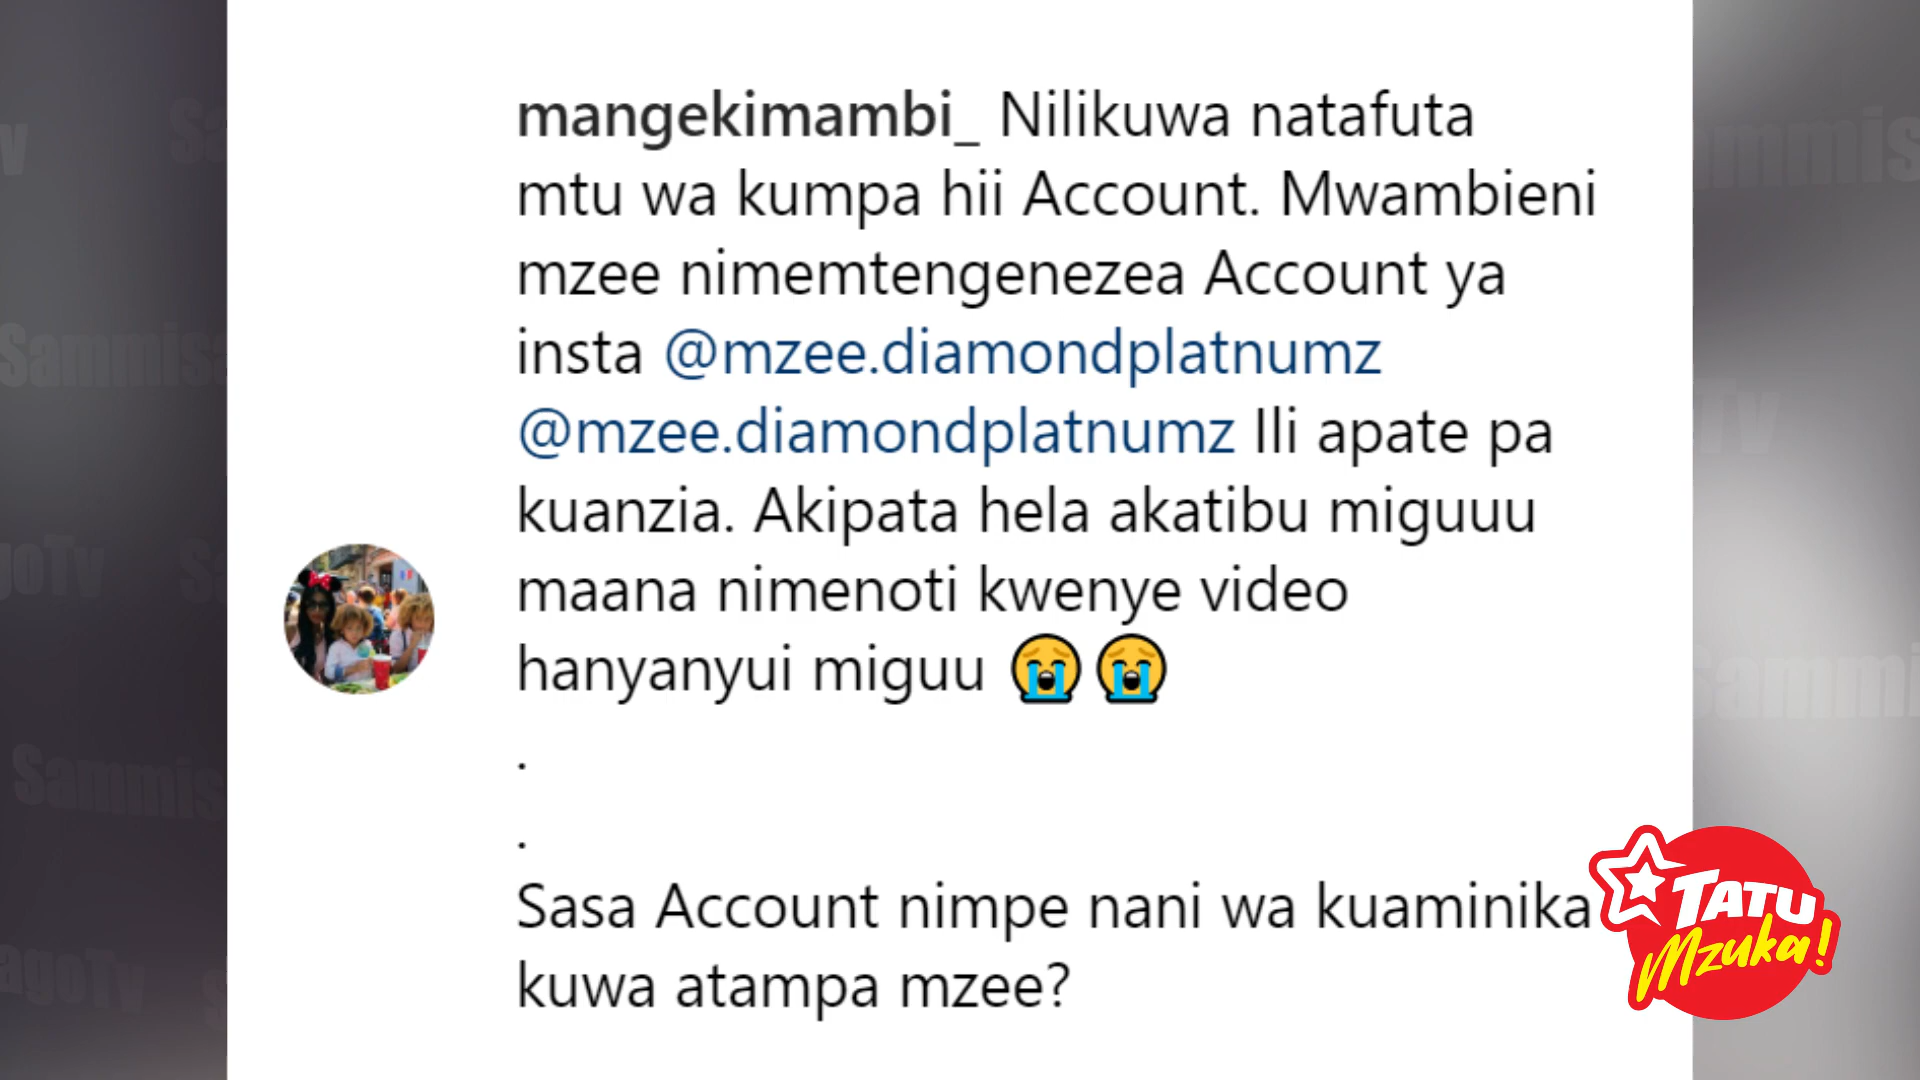 mangekimambi_ Nilikuwa natafuta
mtu wa kumpa hii Account. Mwambieni
mzee nimemtengenezea Account ya
insta @mzee.diamondplatnumz
@mzee.diamondplatnumz Ili apate pa
kuanzia. Akipata hela akatibu miguuu
maana nimenoti kwenye video
hanyanyui miguu 😭😭
.
.
Sasa Account nimpe nani wa kuaminika
kuwa atampa mzee?
TATU
Mzuka!